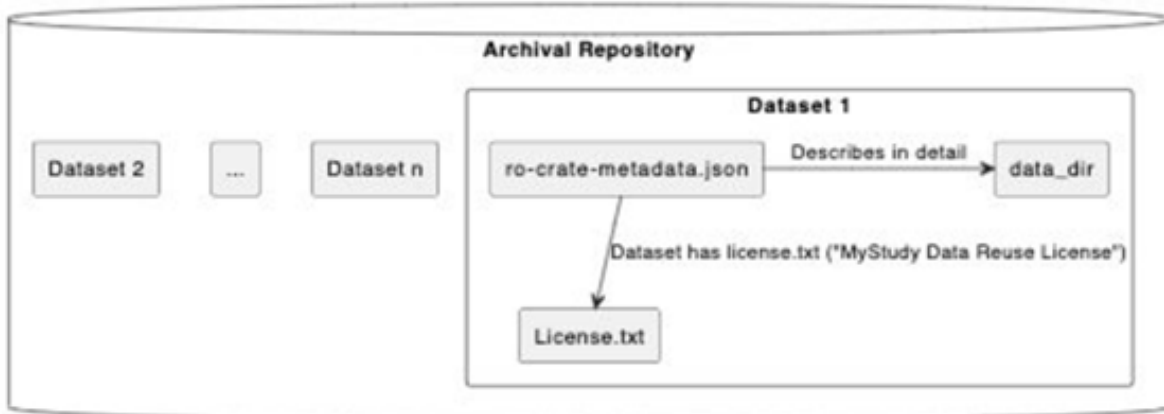 Archival Repository
Dataset 1
Dataset 2
...
Dataset n
ro-crate-metadata.json
Describes in detail
data_dir
Dataset has license.txt ("MyStudy Data Reuse License")
License.txt